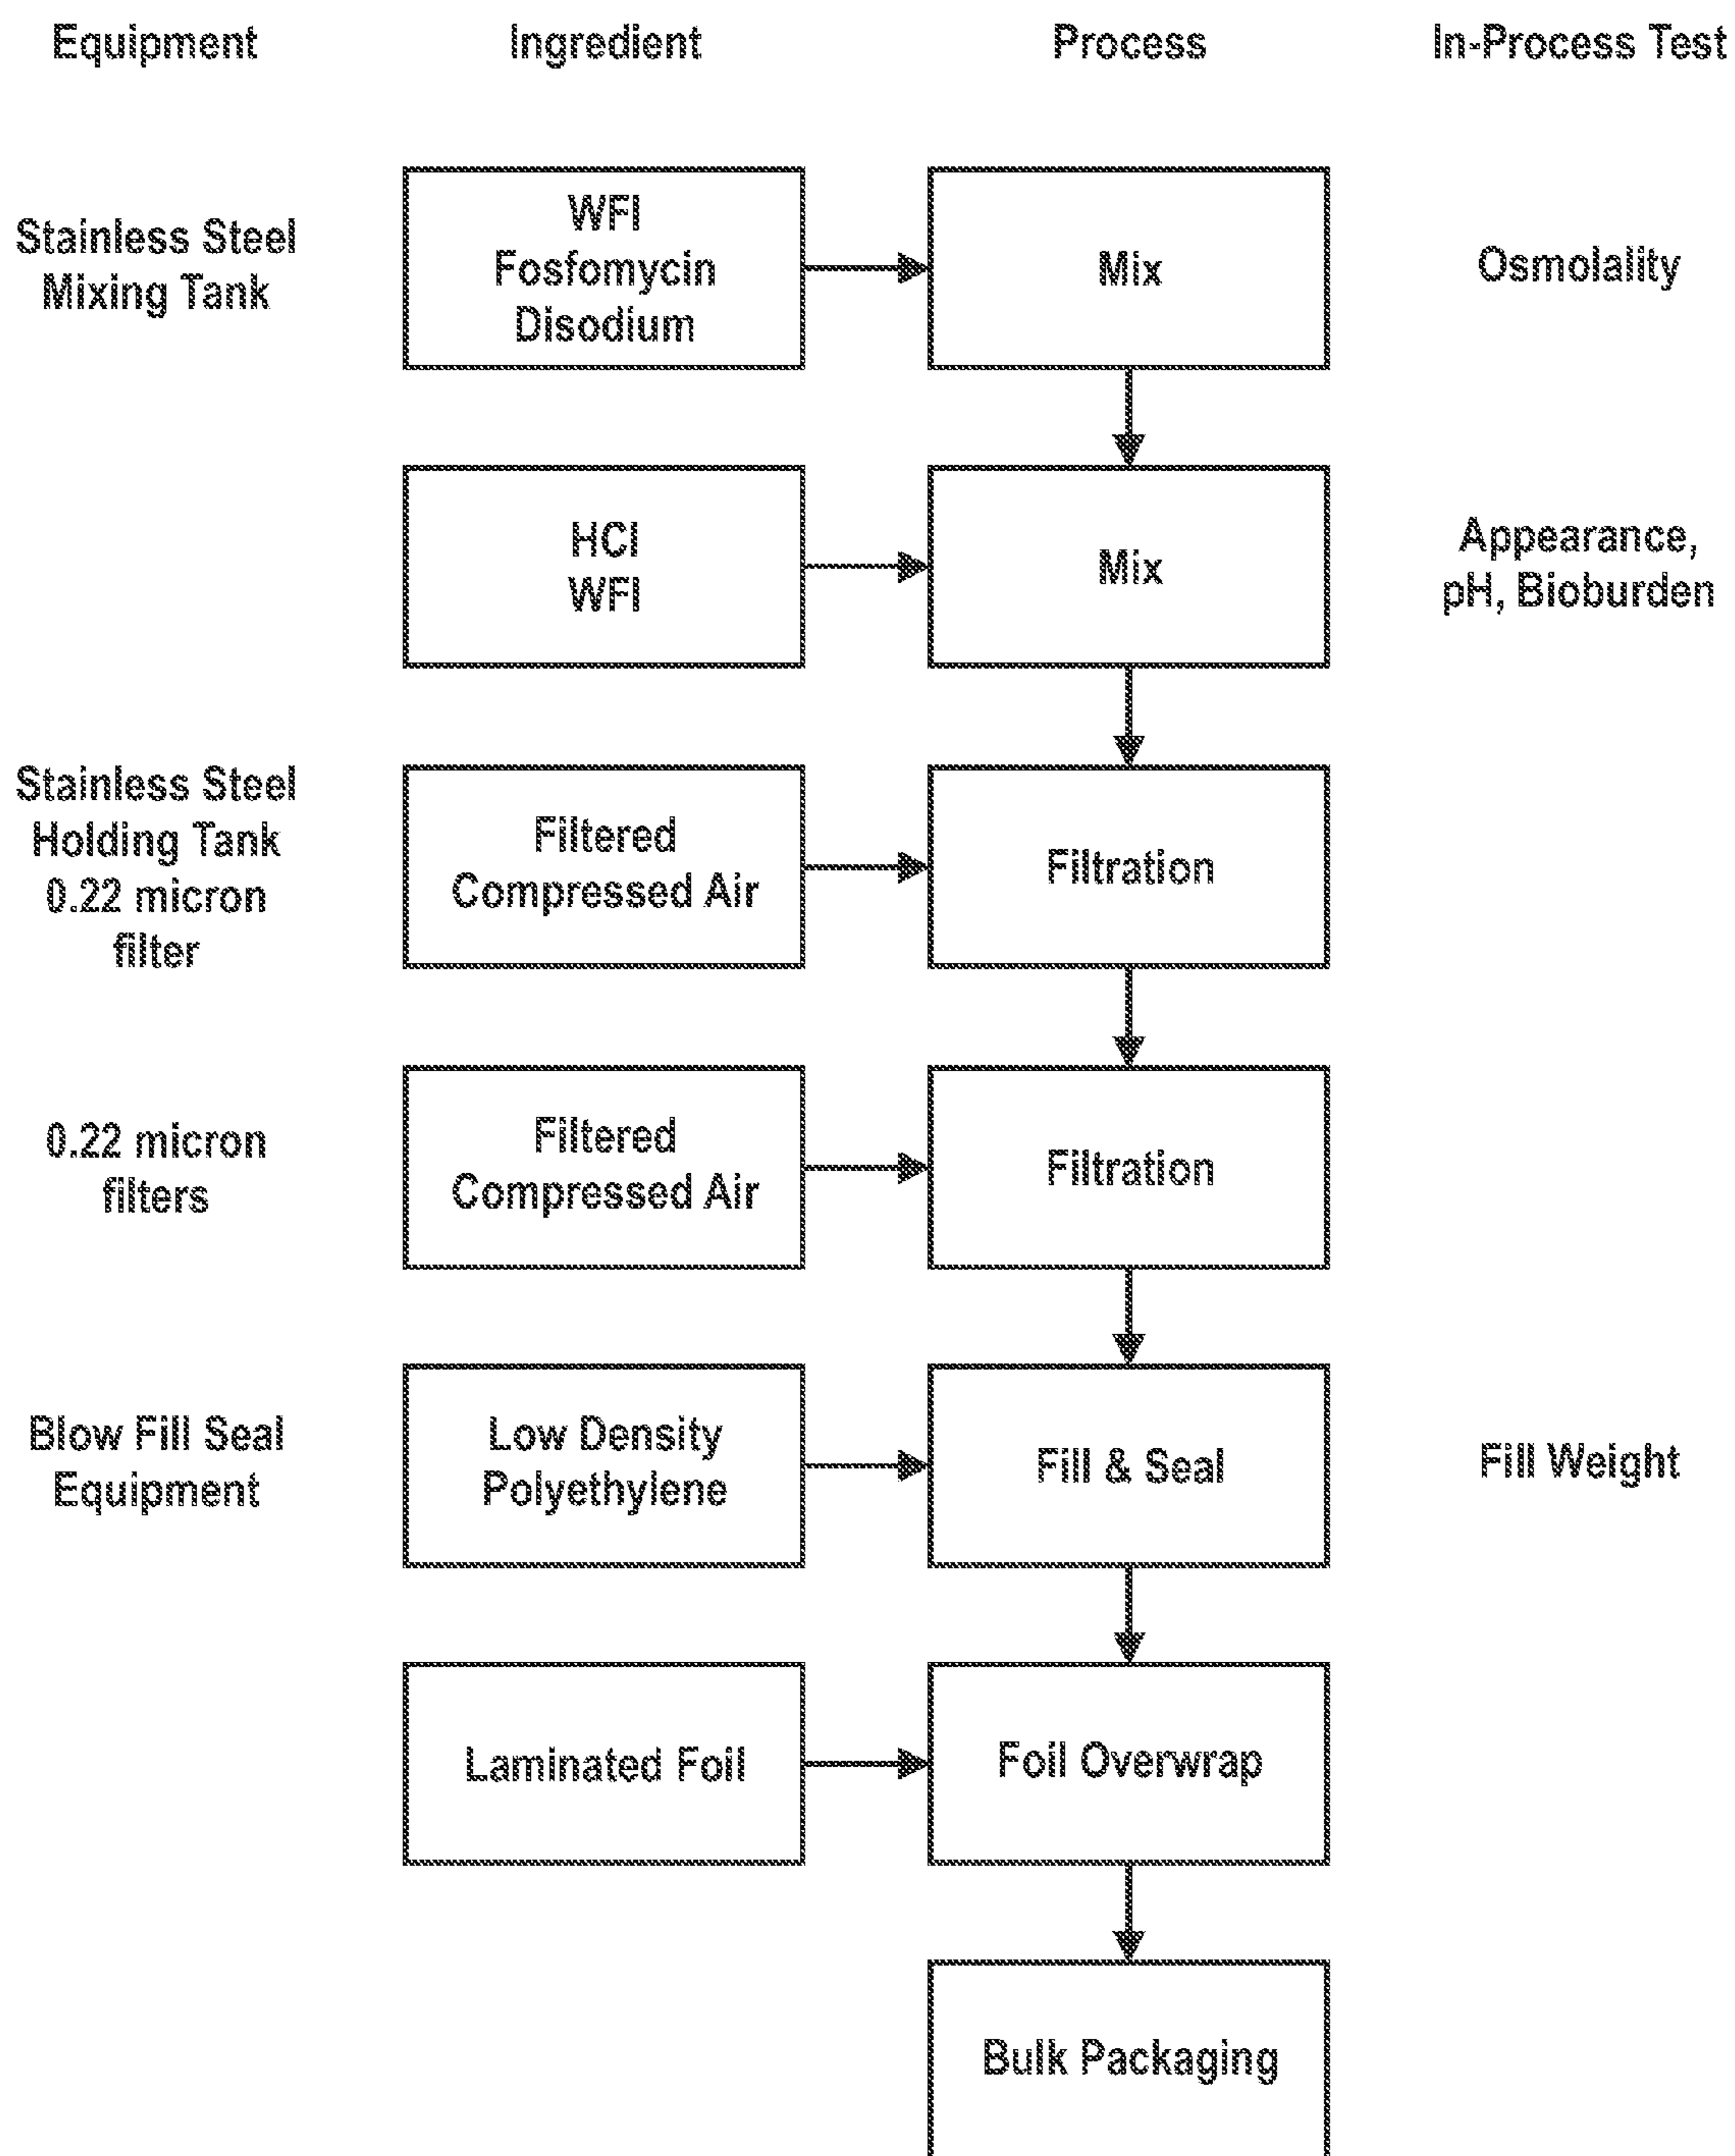 Equipment
Ingredient
Process
In-Process Test
Stainless Steel
Mixing Tank
WFI
Fosfomycin
Disodium
Mix
Osmolality
HCl
WFI
Mix
Appearance,
pH, Bioburden
Stainless Steel
Holding Tank
0.22 micron
filter
Filtered
Compressed Air
Filtration
0.22 micron
filters
Filtered
Compressed Air
Filtration
Blow Fill Seal
Equipment
Low Density
Polyethylene
Fill & Seal
Fill Weight
Laminated Foil
Foil Overwrap
Bulk Packaging